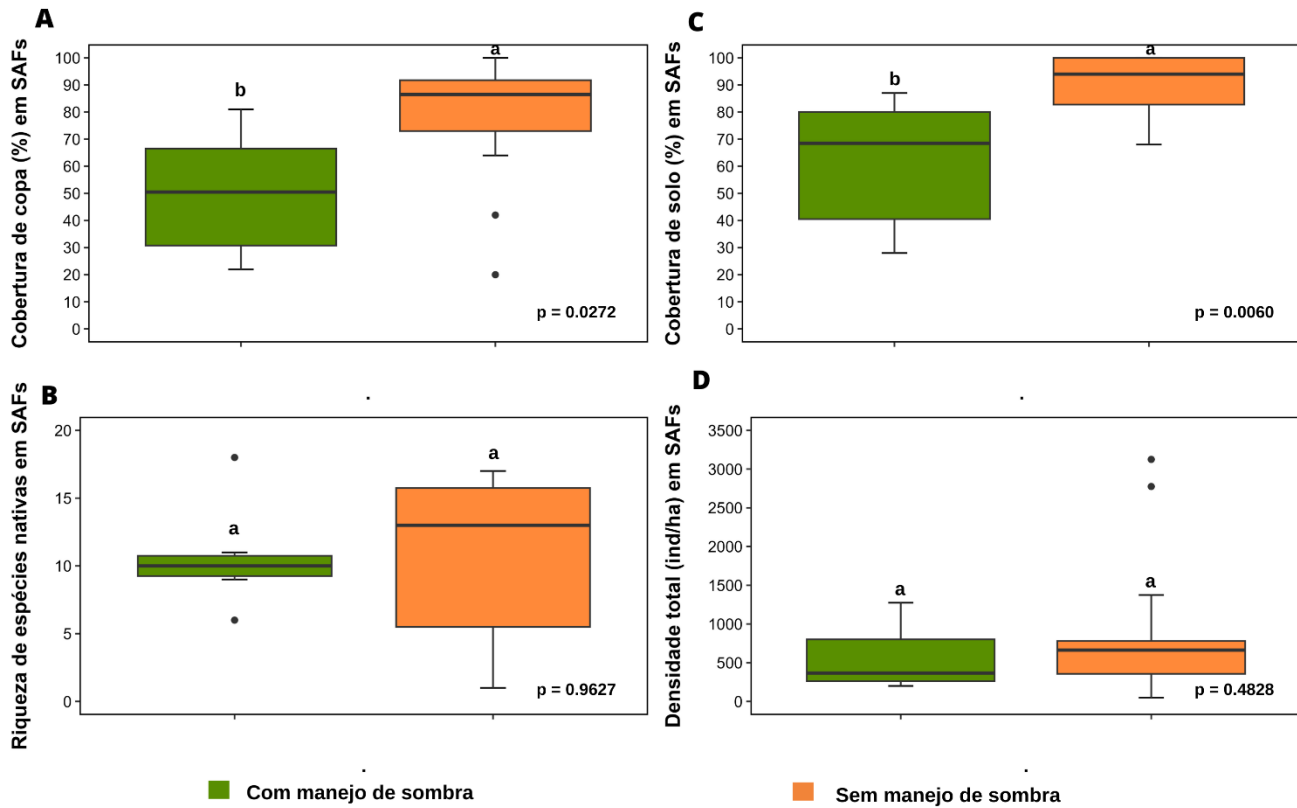 A
Cobertura de copa (%) em SAFs
100
90
80
70
60
50
40
30
20
10
0
b
a
p = 0.0272
C
Cobertura de solo (%) em SAFs
100
90
80
70
60
50
40
30
20
10
0
b
a
p = 0.0060
B
Riqueza de espécies nativas em SAFs
20
15
10
5
0
a
a
p = 0.9627
D
Densidade total (ind/ha) em SAFs
3500
3000
2500
2000
1500
1000
500
0
a
a
p = 0.4828
Com manejo de sombra
Sem manejo de sombra